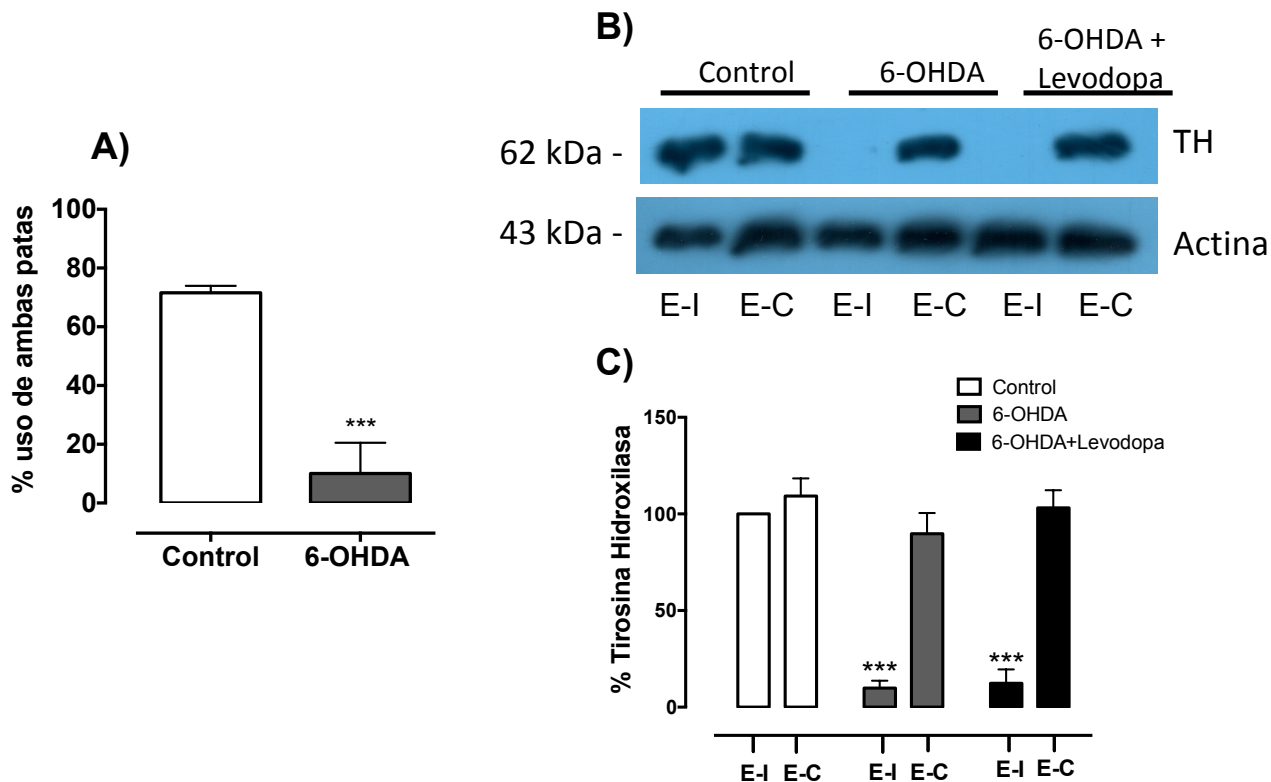 A)
% uso de ambas patas
100
80
60
40
20
0
***
Control
6-OHDA
B)
Control
6-OHDA
6-OHDA +
Levodopa
62 kDa -
TH
43 kDa -
Actina
E-I E-C E-I E-C E-I E-C
C)
Control
6-OHDA
6-OHDA+Levodopa
% Tirosina Hidroxilasa
150
100
50
0
***
***
E-I E-C E-I E-C E-I E-C